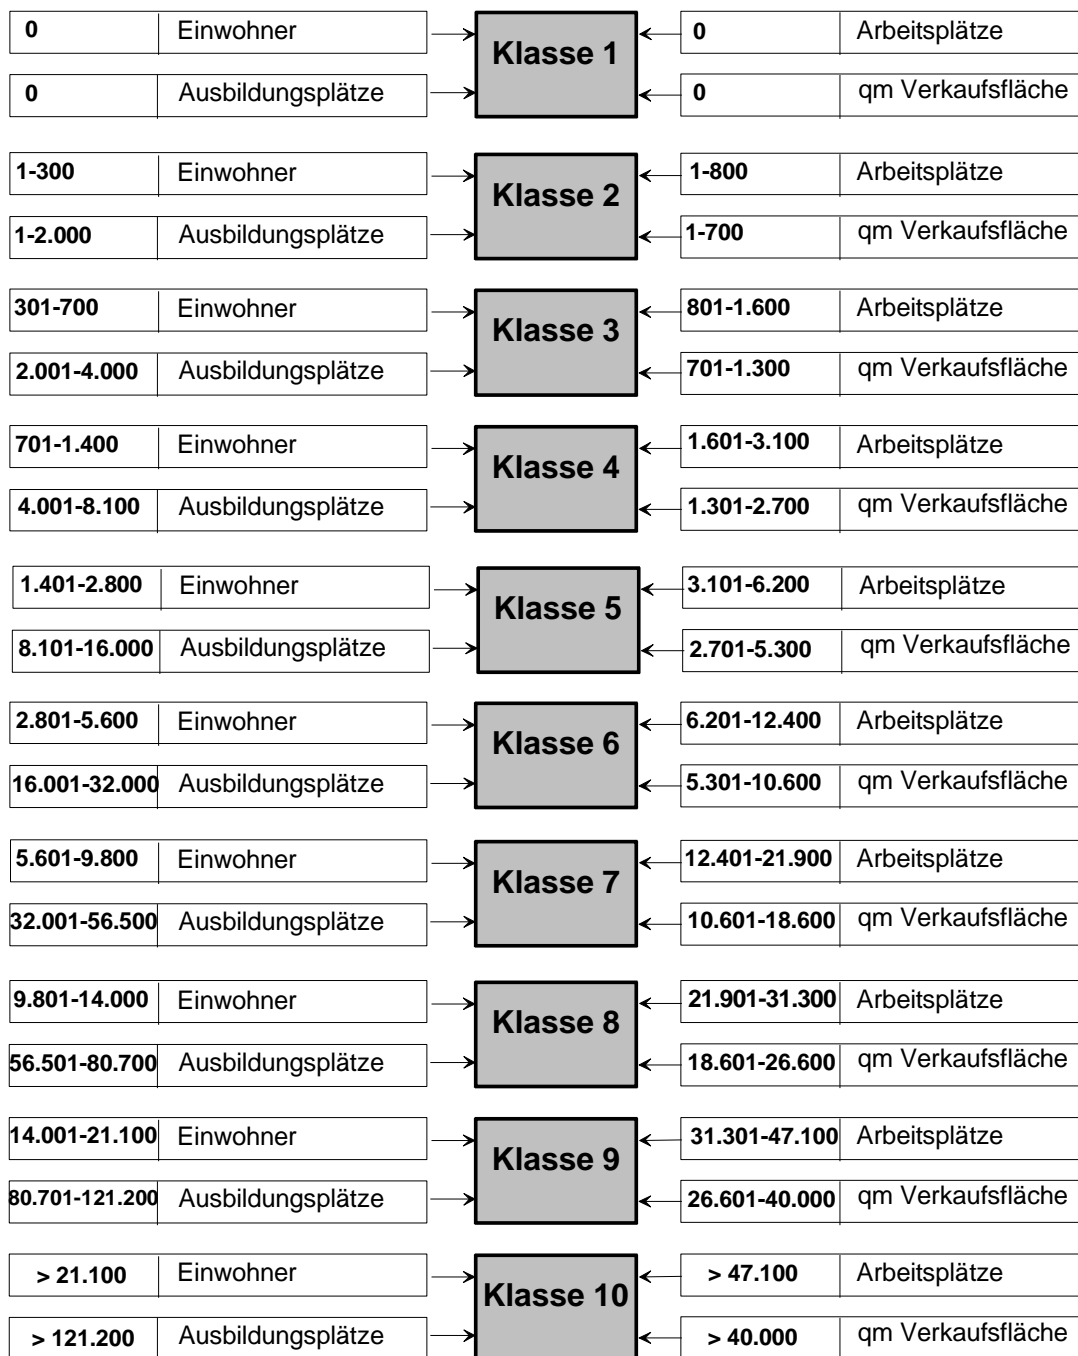 0 Einwohner Klasse 1 0 Arbeitsplätze
0 Ausbildungsplätze 0 qm Verkaufsfläche
1-300 Einwohner Klasse 2 1-800 Arbeitsplätze
1-2.000 Ausbildungsplätze 1-700 qm Verkaufsfläche
301-700 Einwohner Klasse 3 801-1.600 Arbeitsplätze
2.001-4.000 Ausbildungsplätze 701-1.300 qm Verkaufsfläche
701-1.400 Einwohner Klasse 4 1.601-3.100 Arbeitsplätze
4.001-8.100 Ausbildungsplätze 1.301-2.700 qm Verkaufsfläche
1.401-2.800 Einwohner Klasse 5 3.101-6.200 Arbeitsplätze
8.101-16.000 Ausbildungsplätze 2.701-5.300 qm Verkaufsfläche
2.801-5.600 Einwohner Klasse 6 6.201-12.400 Arbeitsplätze
16.001-32.000 Ausbildungsplätze 5.301-10.600 qm Verkaufsfläche
5.601-9.800 Einwohner Klasse 7 12.401-21.900 Arbeitsplätze
32.001-56.500 Ausbildungsplätze 10.601-18.600 qm Verkaufsfläche
9.801-14.000 Einwohner Klasse 8 21.901-31.300 Arbeitsplätze
56.501-80.700 Ausbildungsplätze 18.601-26.600 qm Verkaufsfläche
14.001-21.100 Einwohner Klasse 9 31.301-47.100 Arbeitsplätze
80.701-121.200 Ausbildungsplätze 26.601-40.000 qm Verkaufsfläche
> 21.100 Einwohner Klasse 10 > 47.100 Arbeitsplätze
> 121.200 Ausbildungsplätze > 40.000 qm Verkaufsfläche